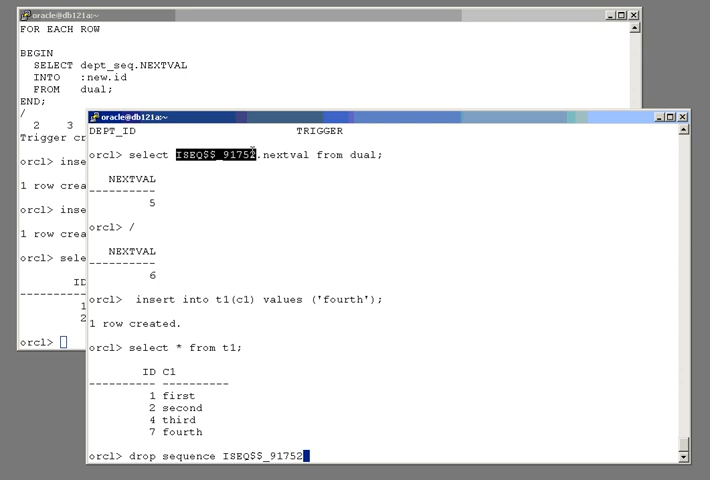 oracle@db121a:~
FOR EACH ROW
BEGIN
SELECT dept_seq.NEXTVAL
INTO :new.id
FROM dual;
END;
/
2 3
Trigger cr
orcl> inse
1 row crea
orcl> inse
1 row crea
orcl> sele
ID
----------
1
2
orcl>
oracle@db121a:~
DEPT_ID TRIGGER
orcl> select ISEQ$$_91752.nextval from dual;
NEXTVAL
----------
5
orcl> /
NEXTVAL
----------
6
orcl> insert into t1(c1) values ('fourth');
1 row created.
orcl> select * from t1;
ID C1
---------- ----------
1 first
2 second
4 third
7 fourth
orcl> drop sequence ISEQ$$_91752